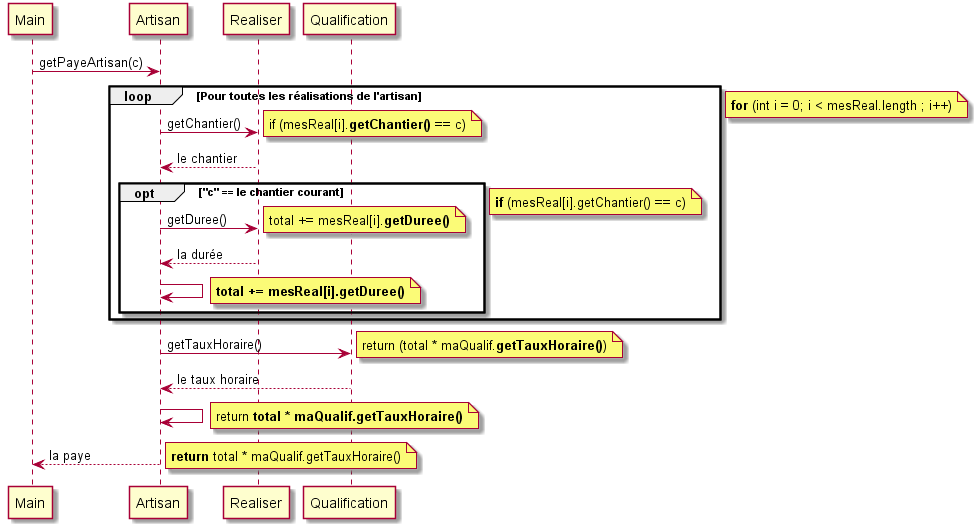 Main Artisan Realiser Qualification
getPayeArtisan(c)
loop [Pour toutes les réalisations de l'artisan]
for (int i = 0; i < mesReal.length ; i++)
getChantier() if (mesReal[i].getChantier() == c)
le chantier
opt ["c" == le chantier courant]
if (mesReal[i].getChantier() == c)
getDuree() total += mesReal[i].getDuree()
la durée
total += mesReal[i].getDuree()
getTauxHoraire() return (total * maQualif.getTauxHoraire())
le taux horaire
return total * maQualif.getTauxHoraire()
la paye return total * maQualif.getTauxHoraire()
Main Artisan Realiser Qualification